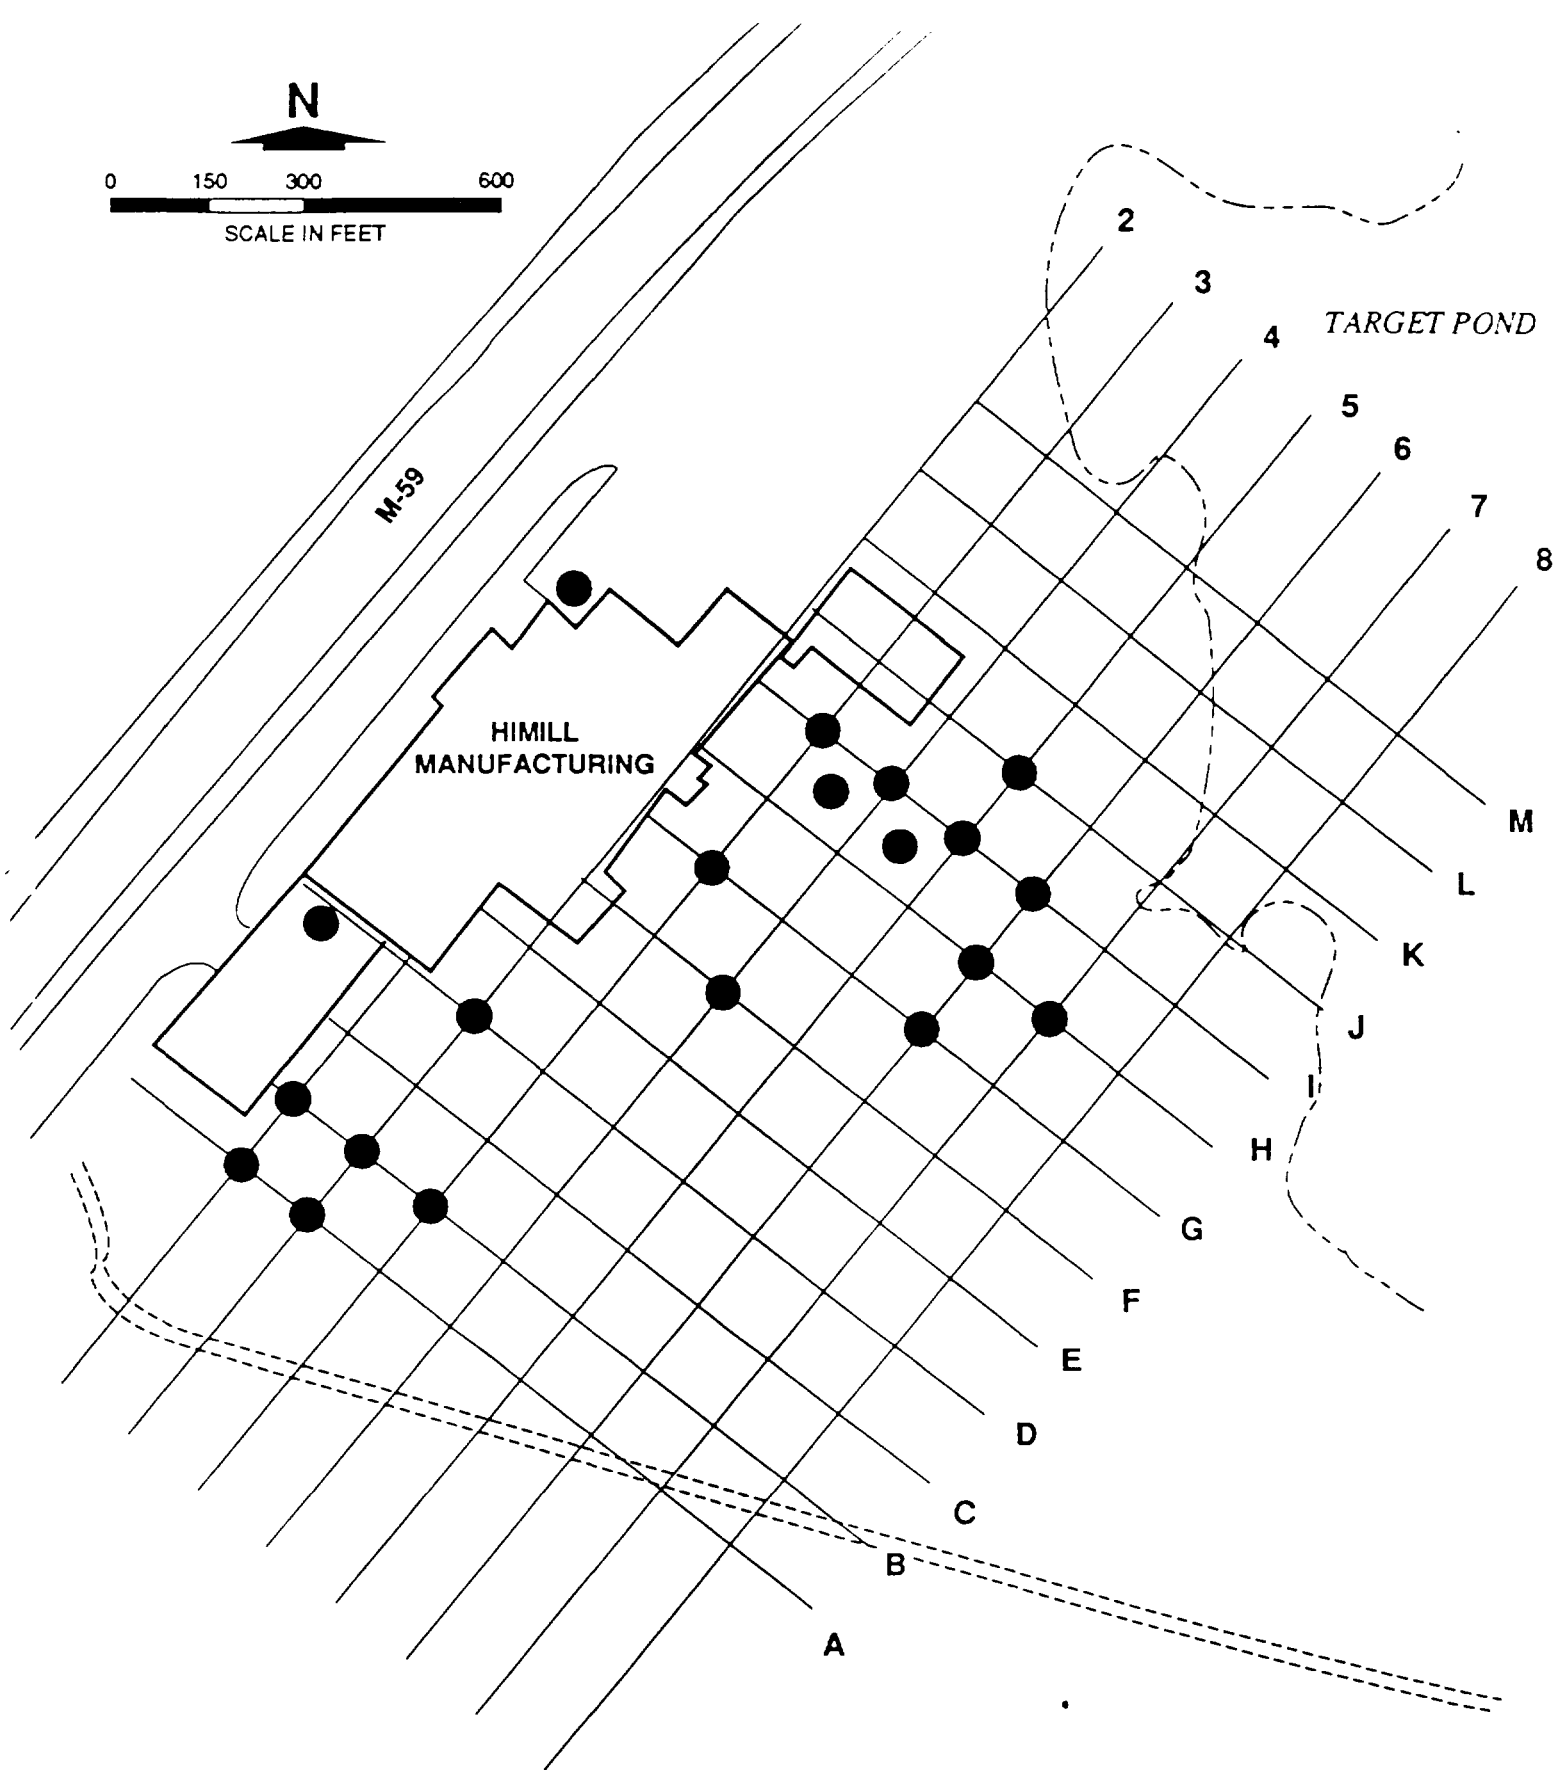 N
0 150 300 600
SCALE IN FEET
2
3
4
TARGET POND
5
6
7
8
M-59
HIMILL
MANUFACTURING
M
L
K
J
I
H
G
F
E
D
C
B
A